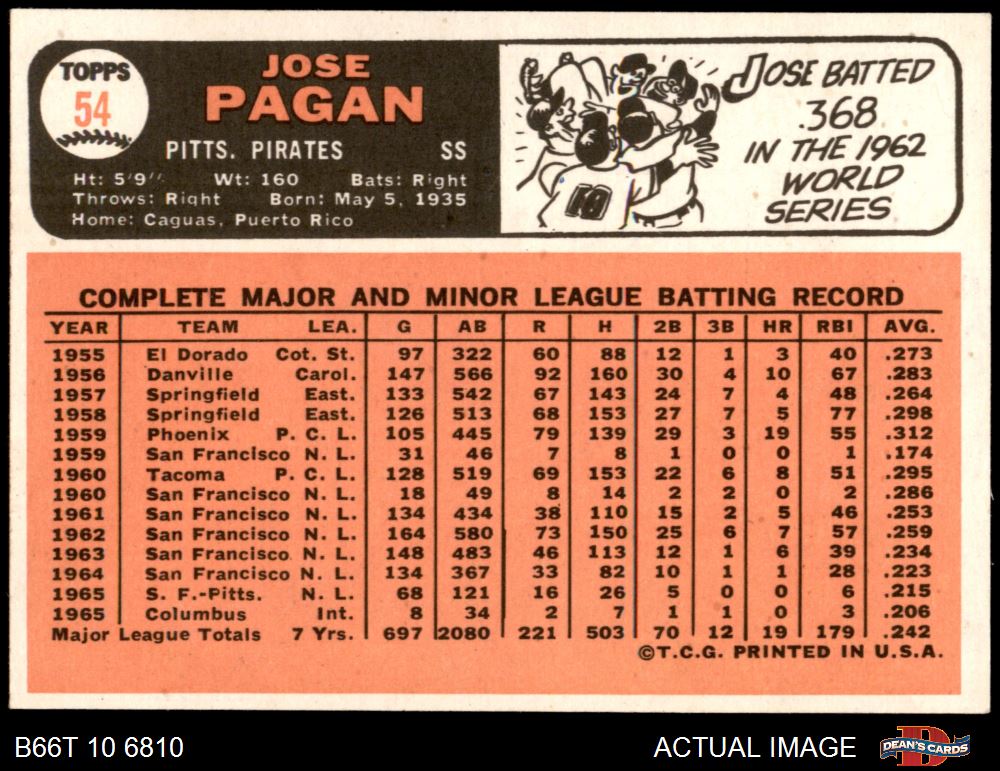 TOPPS
54
JOSE
PAGAN
PITTS. PIRATES SS
Ht: 5'9" Wt: 160 Bats: Right
Throws: Right Born: May 5, 1935
Home: Caguas, Puerto Rico
JOSE BATTED
.368
IN THE 1962
WORLD
SERIES
COMPLETE MAJOR AND MINOR LEAGUE BATTING RECORD
YEAR TEAM LEA. G AB R H 2B 3B HR RBI AVG.
1955 El Dorado Cot. St. 97 322 60 88 12 1 3 40 .273
1956 Danville Carol. 147 566 92 160 30 4 10 67 .283
1957 Springfield East. 133 542 67 143 24 7 4 48 .264
1958 Springfield East. 126 513 68 153 27 7 5 77 .298
1959 Phoenix P. C. L. 105 445 79 139 29 3 19 55 .312
1959 San Francisco N. L. 31 46 7 8 1 0 0 1 .174
1960 Tacoma P. C. L. 128 519 69 153 22 6 8 51 .295
1960 San Francisco N. L. 18 49 8 14 2 2 0 2 .286
1961 San Francisco N. L. 134 434 38 110 15 2 5 46 .253
1962 San Francisco N. L. 164 580 73 150 25 6 7 57 .259
1963 San Francisco N. L. 148 483 46 113 12 1 6 39 .234
1964 San Francisco N. L. 134 367 33 82 10 1 1 28 .223
1965 S. F.-Pitts. N. L. 68 121 16 26 5 0 0 6 .215
1965 Columbus Int. 8 34 2 7 1 1 0 3 .206
Major League Totals 7 Yrs. 697 2080 221 503 70 12 19 179 .242
©T.C.G. PRINTED IN U.S.A.
B66T 10 6810 ACTUAL IMAGE DEAN'S CARDS